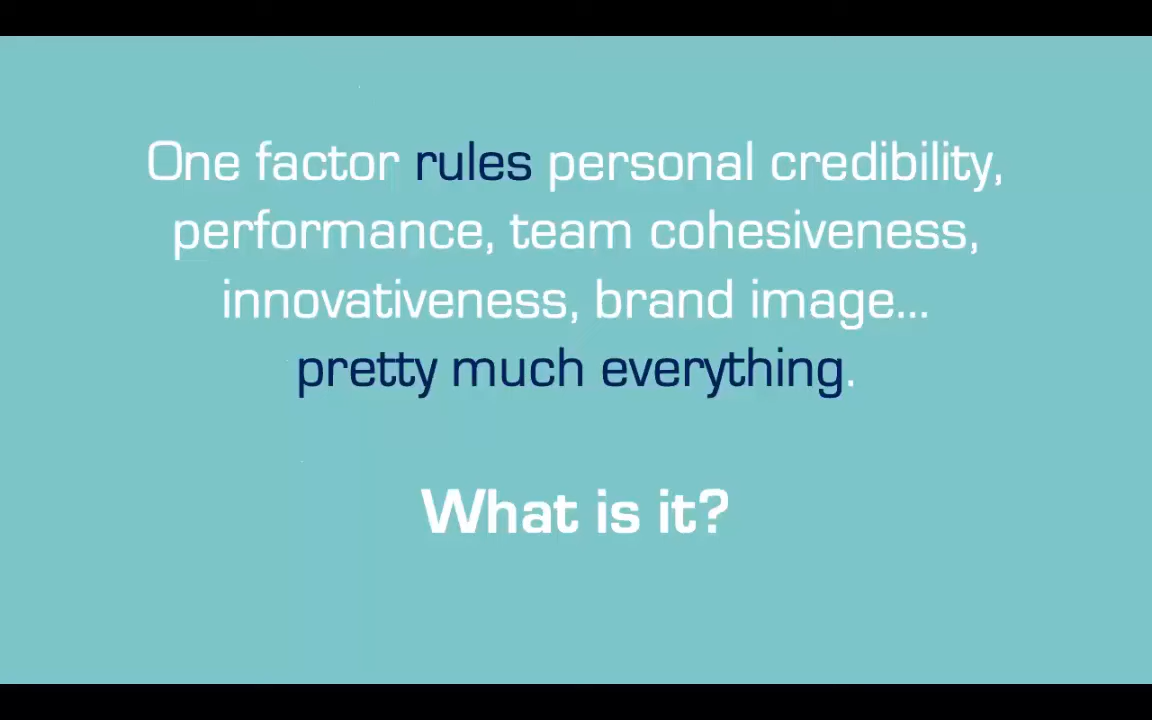 One factor rules personal credibility,
performance, team cohesiveness,
innovativeness, brand image...
pretty much everything.
What is it?